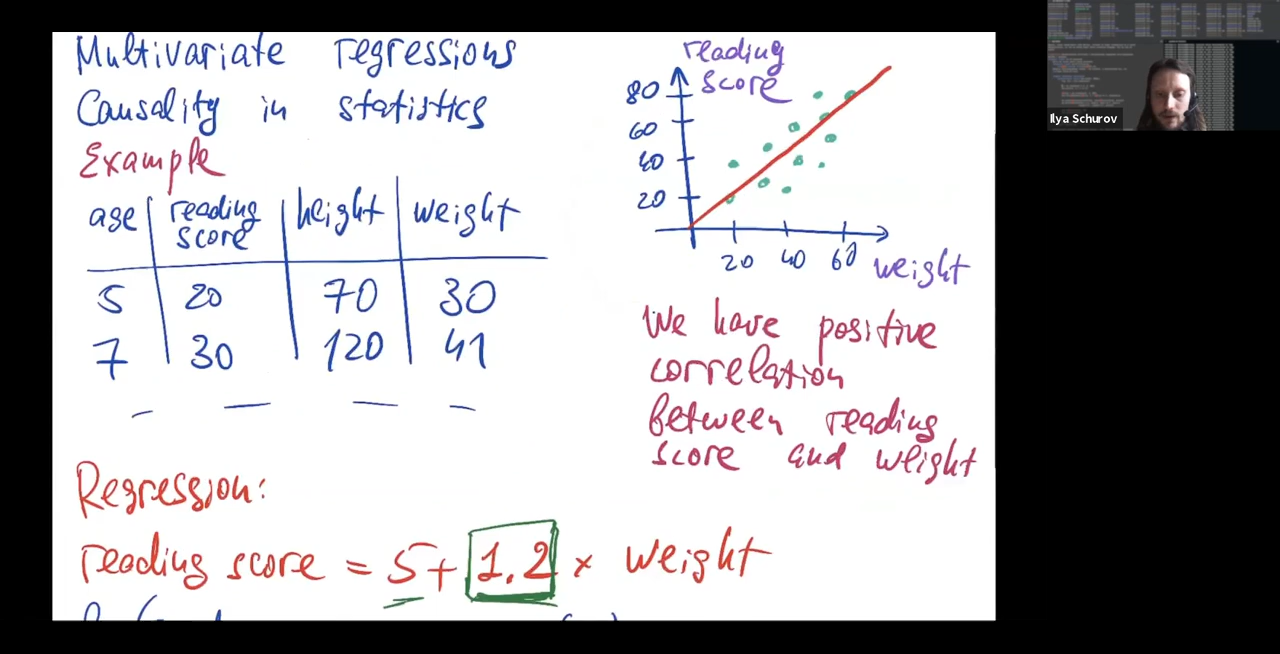 Multivariate regressions
Causality in statistics
Example
age reading score height weight
5 20 70 30
7 30 120 41
Regression:
reading score = 5 + 1.2 × weight
reading
score
80
60
40
20
20 40 60 weight
We have positive
correlation
between reading
score and weight
Ilya Schurov